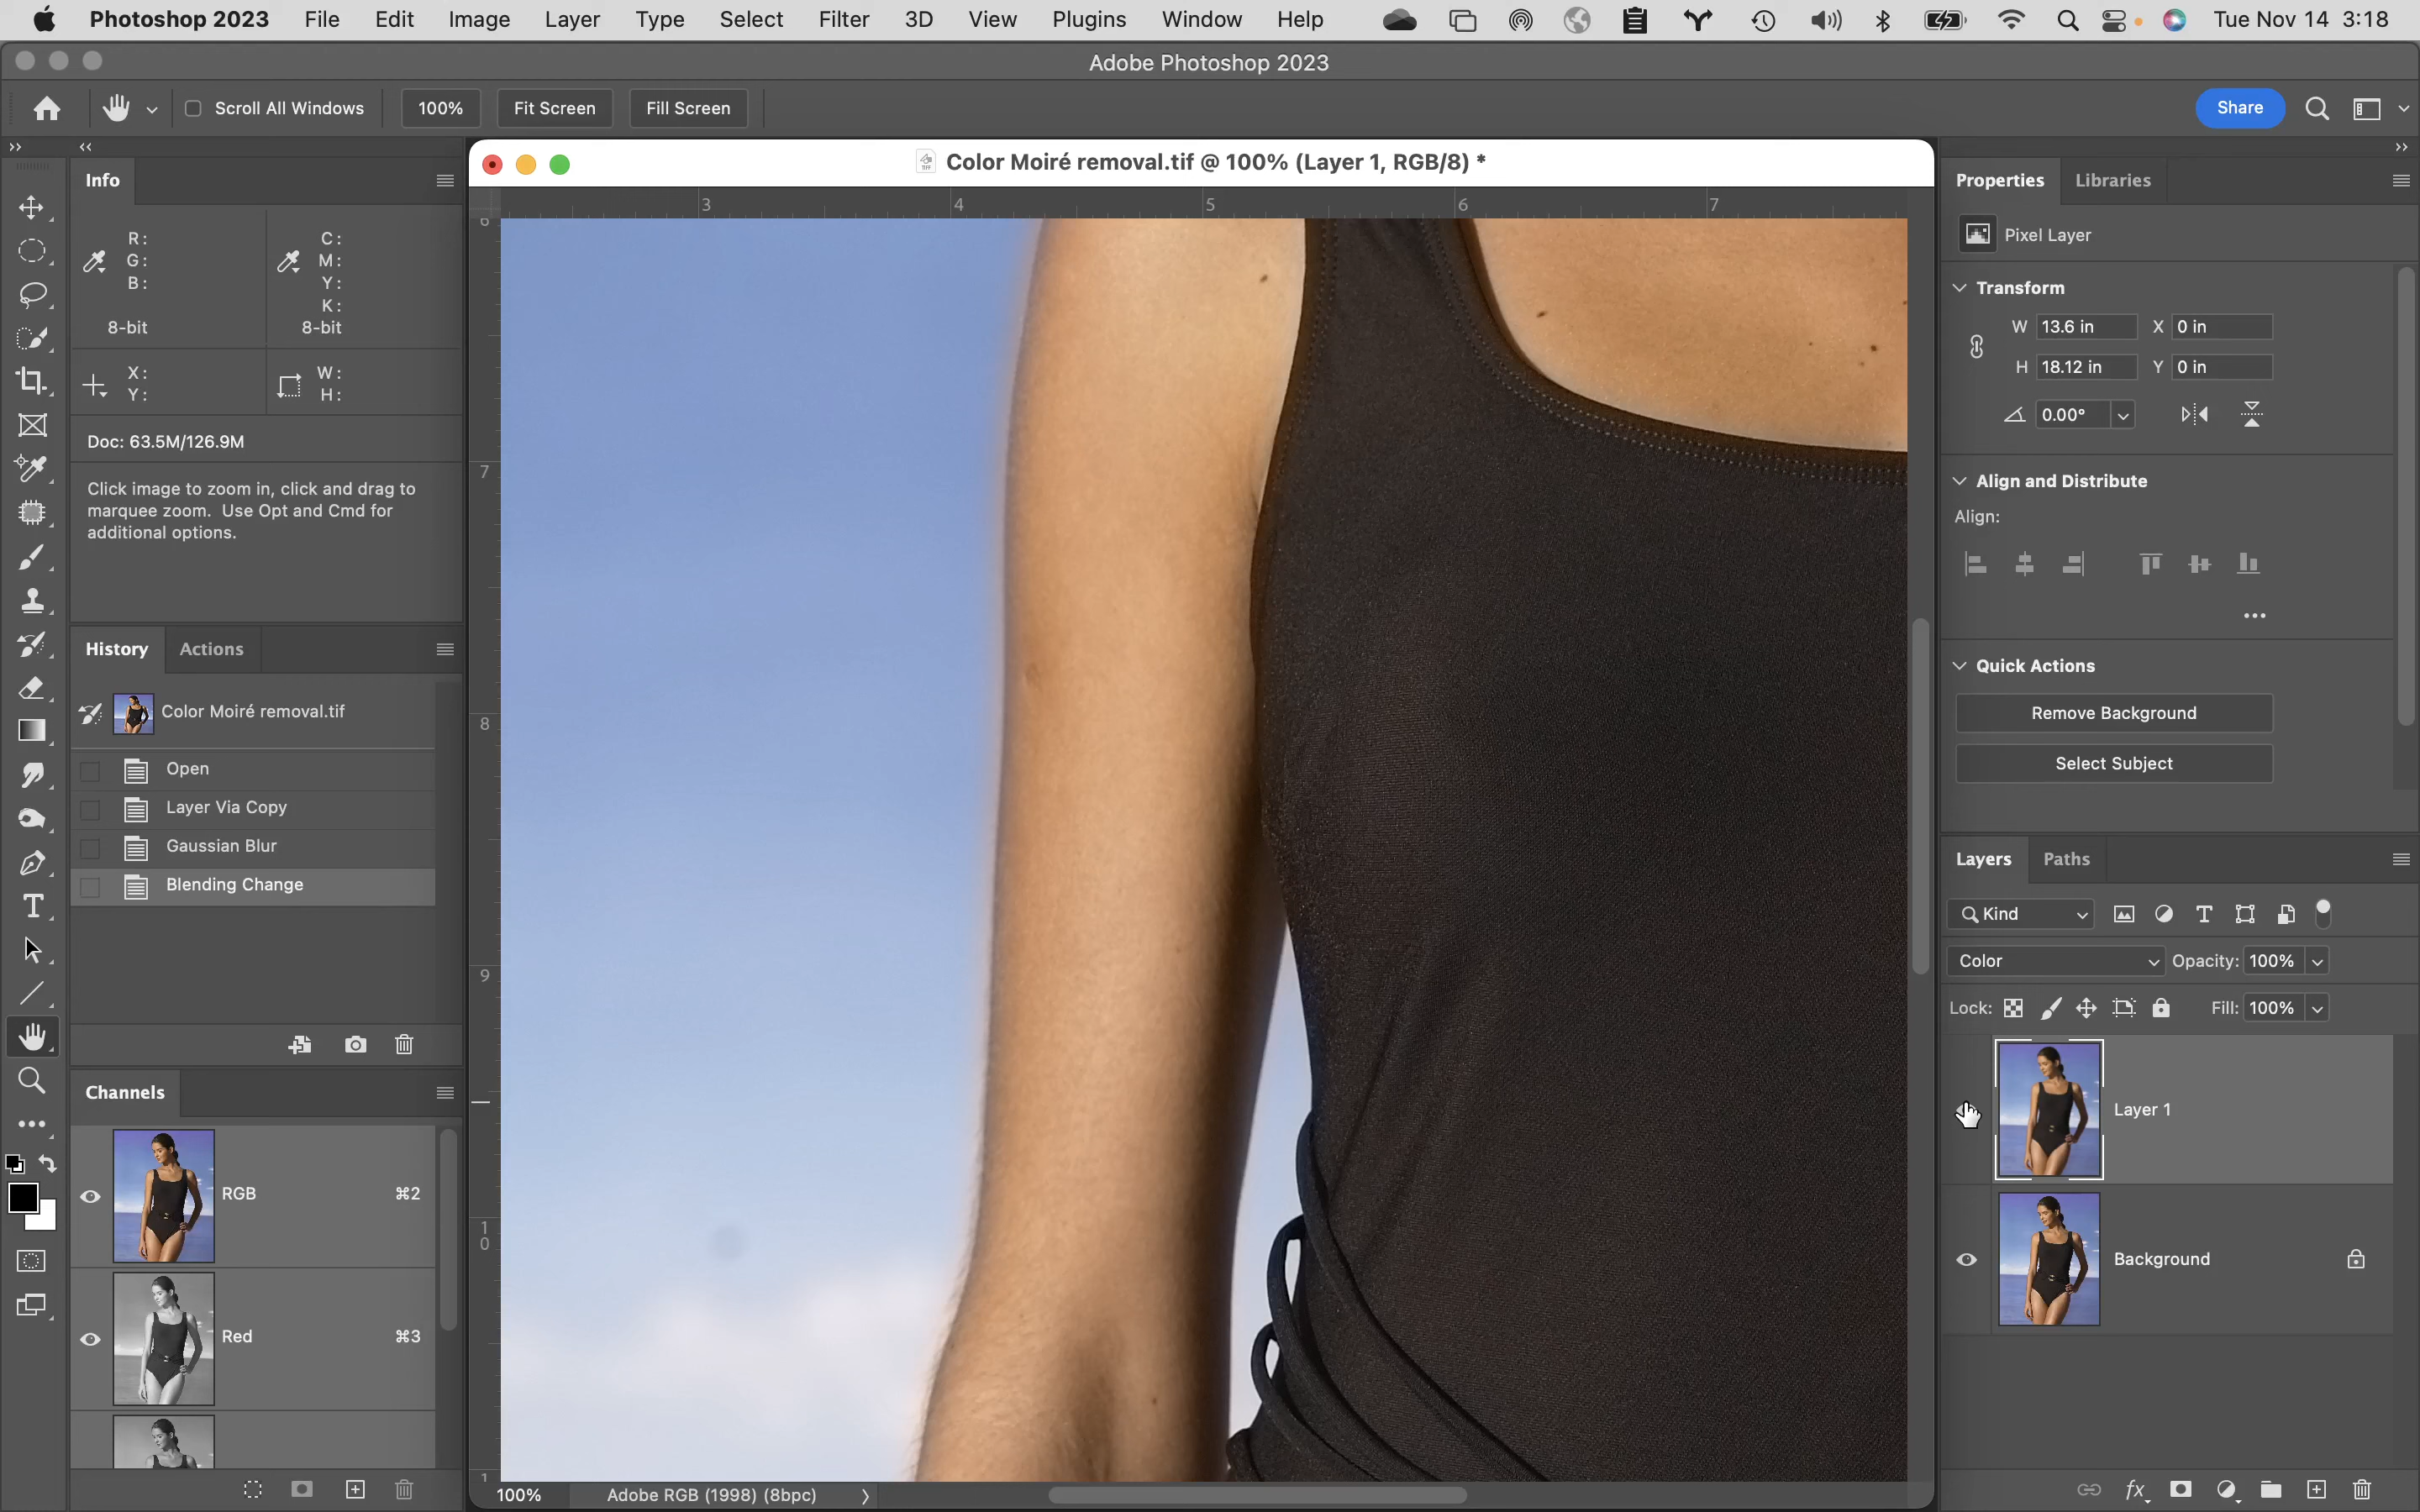 Photoshop 2023 File Edit Image Layer Type Select Filter 3D View Plugins Window Help Tue Nov 14 3:18
Adobe Photoshop 2023
Scroll All Windows 100% Fit Screen Fill Screen Share
Info
R:
G:
B:
8-bit
C:
M:
Y:
K:
8-bit
X:
Y:
W:
H:
Doc: 63.5M/126.9M
Click image to zoom in, click and drag to
marquee zoom. Use Opt and Cmd for
additional options.
History Actions
Color Moiré removal.tif
Open
Layer Via Copy
Gaussian Blur
Blending Change
Channels
RGB ⌘2
Red ⌘3
Color Moiré removal.tif @ 100% (Layer 1, RGB/8) *
3 4 5 6 7
6
7
8
9
1
0
1
100% Adobe RGB (1998) (8bpc)
Properties Libraries
Pixel Layer
Transform
W 13.6 in X 0 in
H 18.12 in Y 0 in
0.00°
Align and Distribute
Align:
Quick Actions
Remove Background
Select Subject
Layers Paths
Kind
Color Opacity: 100%
Lock: Fill: 100%
Layer 1
Background
fx